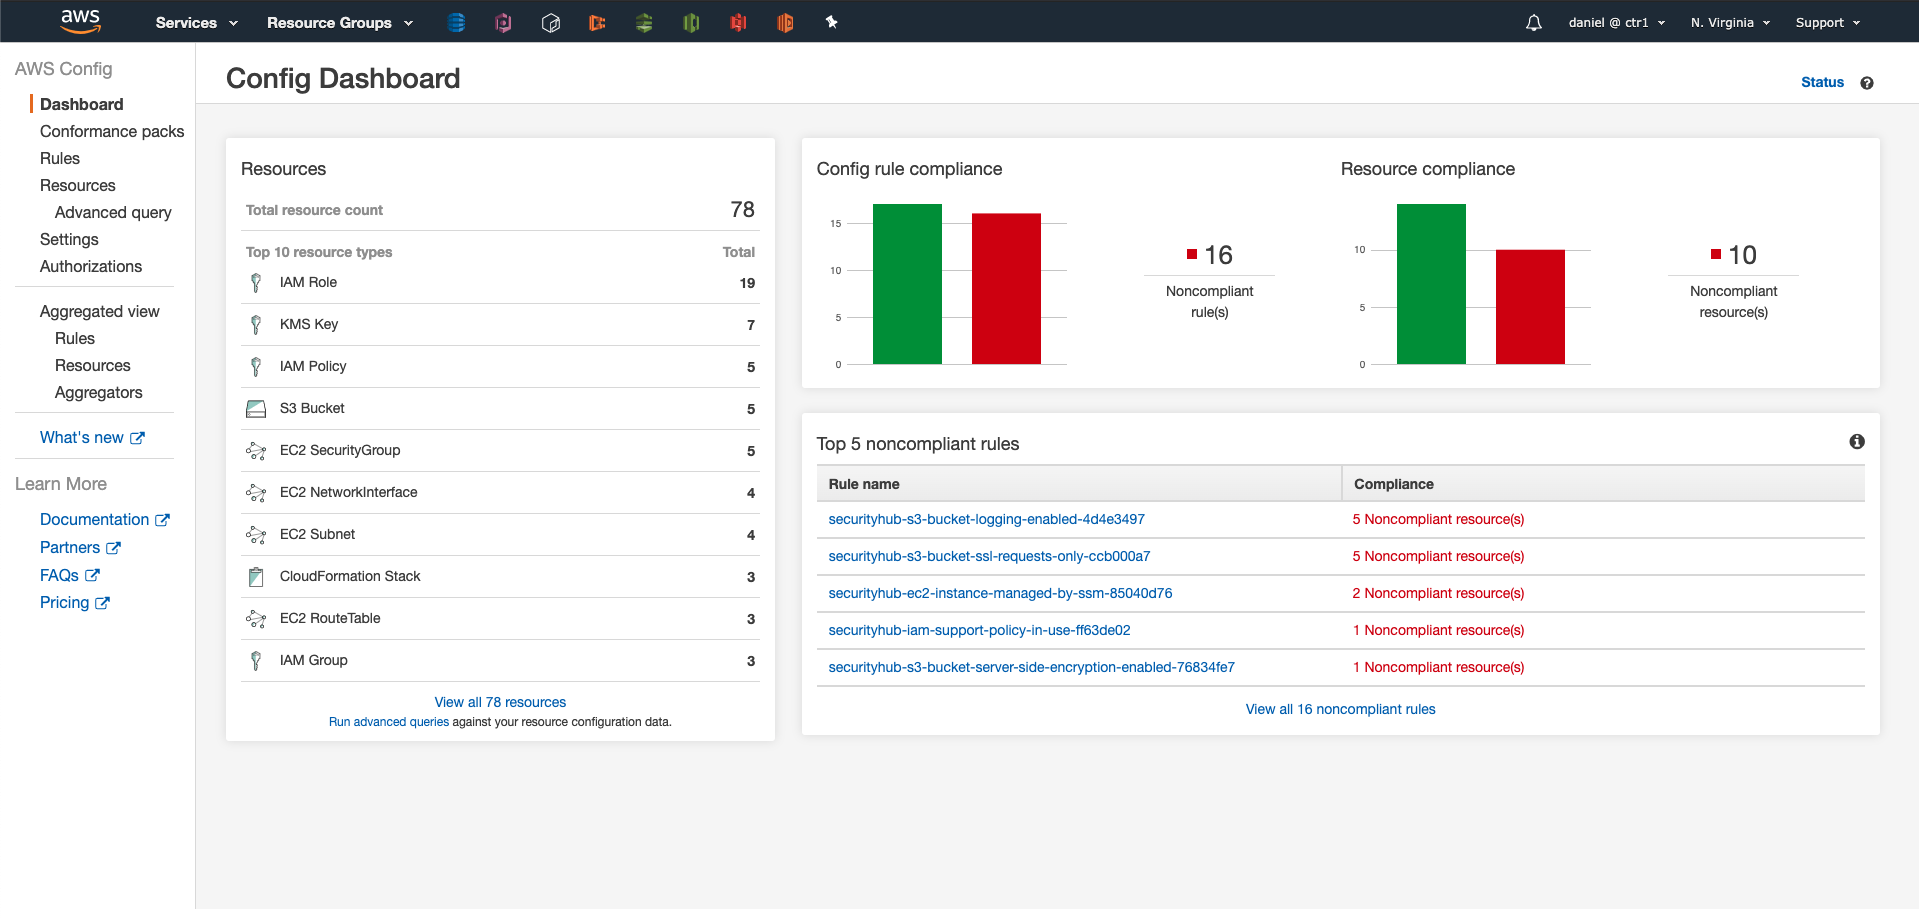 aws
Services
Resource Groups
daniel @ ctr1
N. Virginia
Support
AWS Config
Dashboard
Conformance packs
Rules
Resources
Advanced query
Settings
Authorizations
Aggregated view
Rules
Resources
Aggregators
What's new
Learn More
Documentation
Partners
FAQs
Pricing
Config Dashboard
Status
?
Resources
Total resource count 78
Top 10 resource types Total
IAM Role 19
KMS Key 7
IAM Policy 5
S3 Bucket 5
EC2 SecurityGroup 5
EC2 NetworkInterface 4
EC2 Subnet 4
CloudFormation Stack 3
EC2 RouteTable 3
IAM Group 3
View all 78 resources
Run advanced queries against your resource configuration data.
Config rule compliance
15
10
5
0
16
Noncompliant
rule(s)
Resource compliance
10
5
0
10
Noncompliant
resource(s)
Top 5 noncompliant rules
i
Rule name Compliance
securityhub-s3-bucket-logging-enabled-4d4e3497 5 Noncompliant resource(s)
securityhub-s3-bucket-ssl-requests-only-ccb000a7 5 Noncompliant resource(s)
securityhub-ec2-instance-managed-by-ssm-85040d76 2 Noncompliant resource(s)
securityhub-iam-support-policy-in-use-ff63de02 1 Noncompliant resource(s)
securityhub-s3-bucket-server-side-encryption-enabled-76834fe7 1 Noncompliant resource(s)
View all 16 noncompliant rules